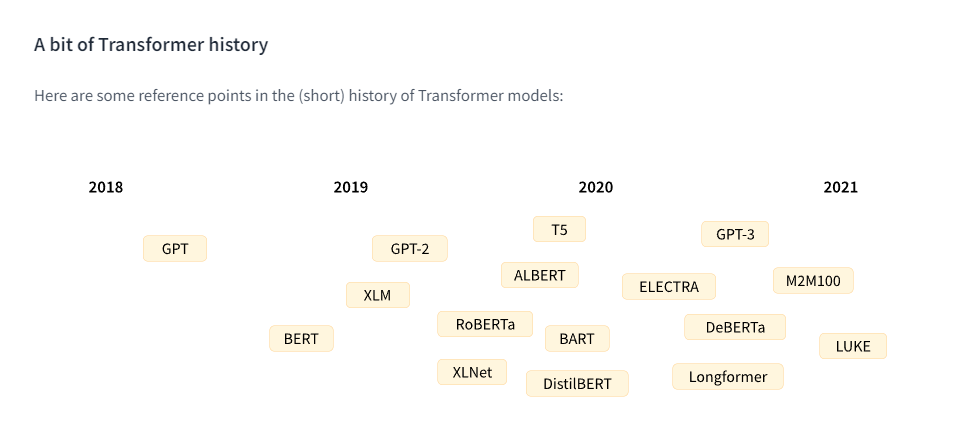 A bit of Transformer history
Here are some reference points in the (short) history of Transformer models:
2018 2019 2020 2021
T5
GPT-3
GPT
GPT-2
ALBERT
M2M100
ELECTRA
XLM
RoBERTa
DeBERTa
BERT
BART
LUKE
XLNet
Longformer
DistilBERT